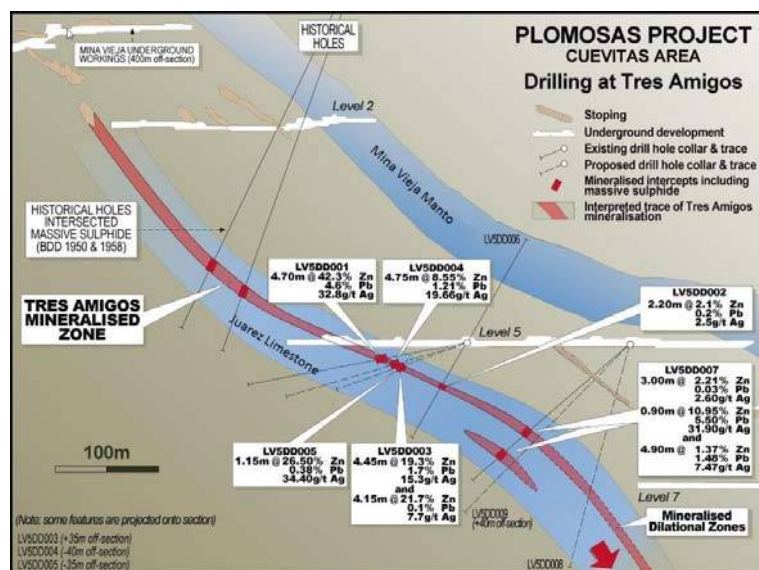 PLOMOSAS PROJECT
CUEVITAS AREA
Drilling at Tres Amigos
Stoping
Underground development
Existing drill hole collar & trace
Proposed drill hole collar & trace
Mineralised intercepts including
massive sulphide
Interpreted trace of Tres Amigos
mineralisation
MINA VIEJA UNDERGROUND
WORKINGS (400m off-section)
HISTORICAL
HOLES
Level 2
Mina Vieja Manto
HISTORICAL HOLES
INTERSECTED
MASSIVE SULPHIDE
(BDD 1950 & 1958)
LV5DD006
TRES AMIGOS
MINERALISED
ZONE
Juarez Limestone
LV5DD001
4.70m @ 42.3% Zn
4.6% Pb
32.8g/t Ag
LV5DD004
4.75m @ 8.55% Zn
1.21% Pb
19.66g/t Ag
LV5DD002
2.20m @ 2.1% Zn
0.2% Pb
2.5g/t Ag
Level 5
LV5DD007
3.00m @ 2.21% Zn
0.03% Pb
2.60g/t Ag
0.90m @ 10.95% Zn
5.50% Pb
31.90g/t Ag
and
4.90m @ 1.37% Zn
1.48% Pb
7.47g/t Ag
LV5DD005
1.15m @ 26.50% Zn
0.38% Pb
34.40g/t Ag
LV5DD003
4.45m @ 19.3% Zn
1.7% Pb
15.3g/t Ag
and
4.15m @ 21.7% Zn
0.1% Pb
7.7g/t Ag
100m
Level 7
Mineralised
Dilational Zones
LV5DD009
(+40m off-section)
LV5DD008
(Note: some features are projected onto section)
LV5DD003 (+35m off-section)
LV5DD004 (-40m off-section)
LV5DD005 (-35m off-section)